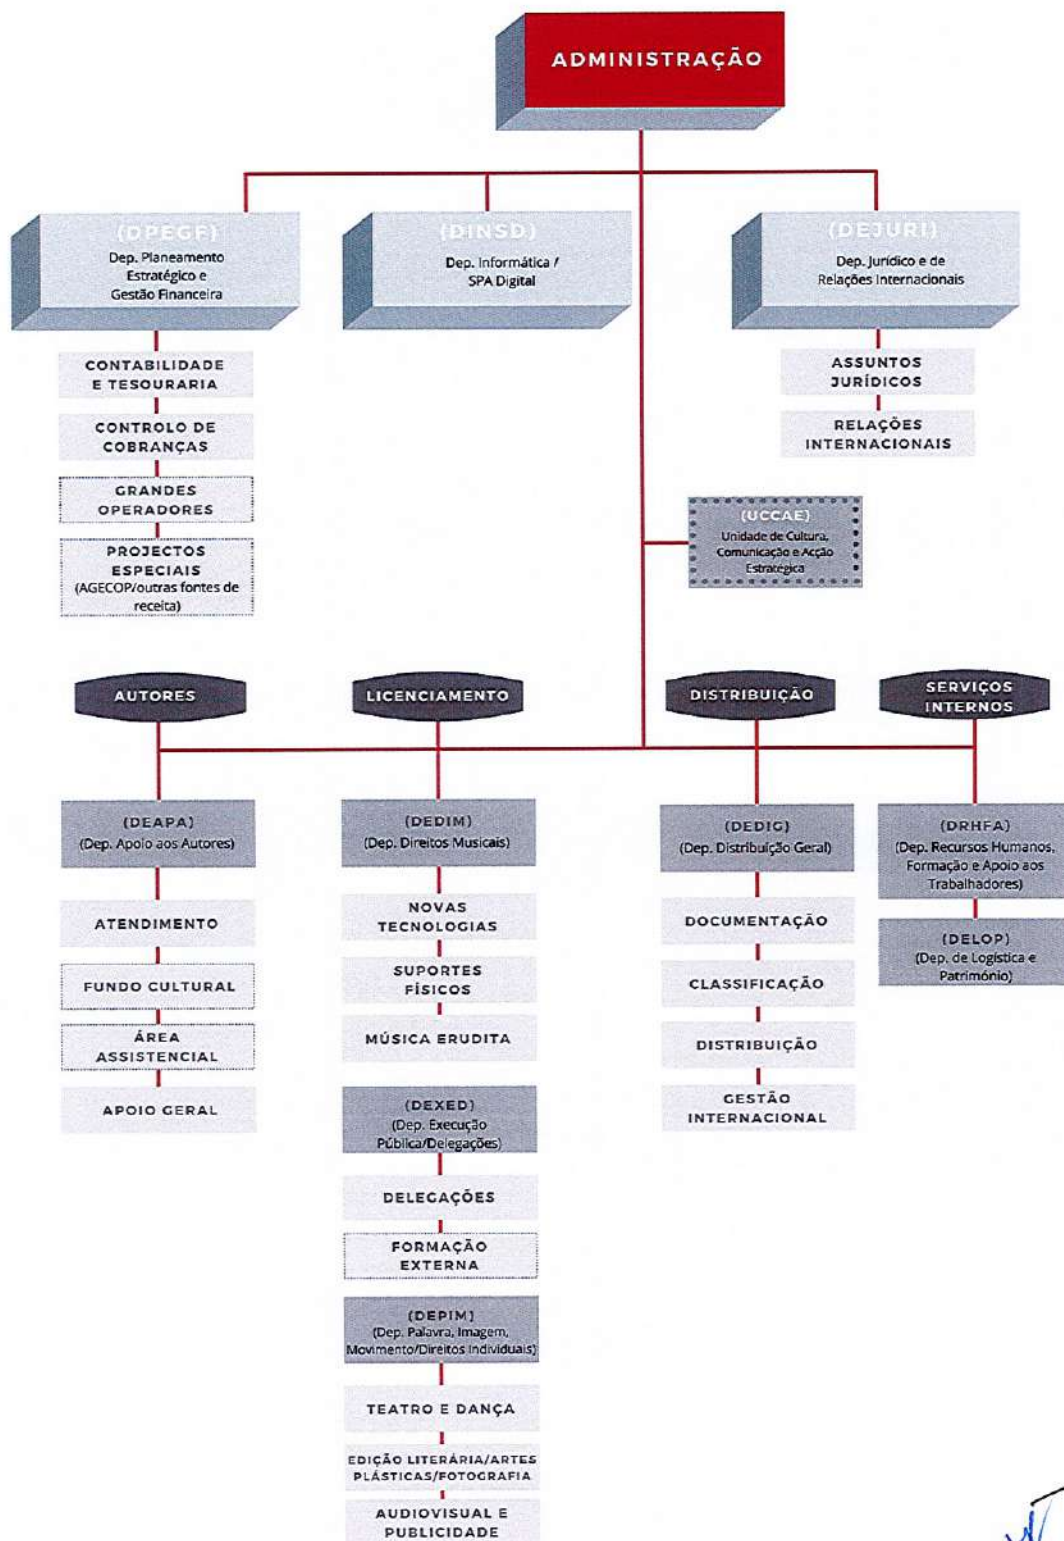 ADMINISTRAÇÃO
(DPEGF)
Dep. Planeamento
Estratégico e
Gestão Financeira
(DINSD)
Dep. Informática /
SPA Digital
(DEJURI)
Dep. Jurídico e de
Relações Internacionais
CONTABILIDADE
E TESOURARIA
CONTROLO DE
COBRANÇAS
GRANDES
OPERADORES
PROJECTOS
ESPECIAIS
(AGECOP/outras fontes de
receita)
ASSUNTOS
JURÍDICOS
RELAÇÕES
INTERNACIONAIS
(UCCAE)
Unidade de Cultura,
Comunicação e Acção
Estratégica
AUTORES
LICENCIAMENTO
DISTRIBUIÇÃO
SERVIÇOS
INTERNOS
(DEAPA)
(Dep. Apoio aos Autores)
ATENDIMENTO
FUNDO CULTURAL
ÁREA
ASSISTENCIAL
APOIO GERAL
(DEDIM)
(Dep. Direitos Musicais)
NOVAS
TECNOLOGIAS
SUPORTES
FÍSICOS
MÚSICA ERUDITA
(DEXED)
(Dep. Execução
Pública/Delegações)
DELEGAÇÕES
FORMAÇÃO
EXTERNA
(DEPIM)
(Dep. Palavra, Imagem,
Movimento/Direitos Individuais)
TEATRO E DANÇA
EDIÇÃO LITERÁRIA/ARTES
PLÁSTICAS/FOTOGRAFIA
AUDIOVISUAL E
PUBLICIDADE
(DEDIG)
(Dep. Distribuição Geral)
DOCUMENTAÇÃO
CLASSIFICAÇÃO
DISTRIBUIÇÃO
GESTÃO
INTERNACIONAL
(DRHFA)
(Dep. Recursos Humanos,
Formação e Apoio aos
Trabalhadores)
(DELOP)
(Dep. de Logística e
Património)